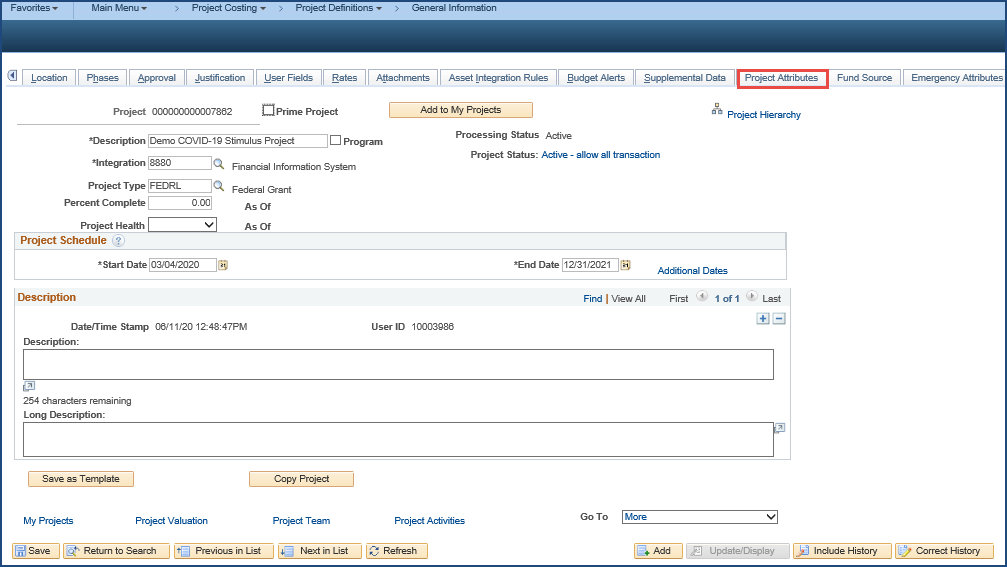 Favorites Main Menu > Project Costing > Project Definitions > General Information
Location Phases Approval Justification User Fields Rates Attachments Asset Integration Rules Budget Alerts Supplemental Data Project Attributes Fund Source Emergency Attributes
Project 000000000007862 Prime Project Add to My Projects Project Hierarchy
*Description Demo COVID-19 Stimulus Project Program Processing Status Active
*Integration 8880 Financial Information System Project Status: Active - allow all transaction
Project Type FEDRL Federal Grant
Percent Complete 0.00 As Of
Project Health As Of
Project Schedule ?
*Start Date 03/04/2020 *End Date 12/31/2021 Additional Dates
Description Find | View All First 1 of 1 Last
Date/Time Stamp 06/11/20 12:48:47PM User ID 10003986
Description:
254 characters remaining
Long Description:
Save as Template Copy Project
My Projects Project Valuation Project Team Project Activities Go To More
Save Return to Search Previous in List Next in List Refresh Add Update/Display Include History Correct History